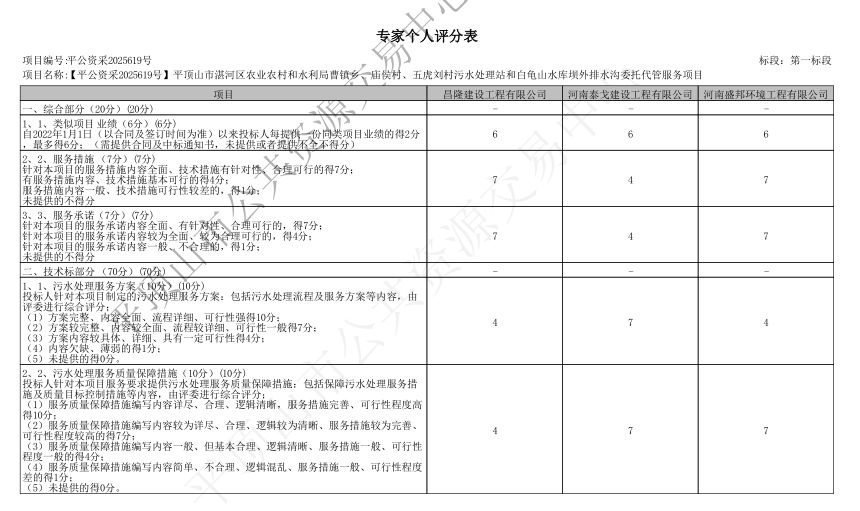 专家个人评分表
项目编号:平公资采2025619号 标段：第一标段
项目名称:【平公资采2025619号】平顶山市湛河区农业农村和水利局曹镇乡、庙侯村、五虎刘村污水处理站和白龟山水库坝外排水沟委托代管服务项目
项目 昌隆建设工程有限公司 河南泰戈建设工程有限公司 河南盛邦环境工程有限公司
一、综合部分（20分）(20分) - - -
1、1、类似项目 业绩（6分）(6分)
自2022年1月1日（以合同及签订时间为准）以来投标人每提供一份同类项目业绩的得2分
，最多得6分；（需提供合同及中标通知书，未提供或者提供不全不得分） 6 6 6
2、2、服务措施 （7分）(7分)
针对本项目的服务措施内容全面、技术措施有针对性、合理可行的得7分；
有服务措施内容、技术措施基本可行的得4分；
服务措施内容一般、技术措施可行性较差的，得1分；
未提供的不得分
7 4 7
3、3、服务承诺（7分）(7分)
针对本项目的服务承诺内容全面、有针对性、合理可行的，得7分；
针对本项目的服务承诺内容较为全面、较为合理可行的，得4分；
针对本项目的服务承诺内容一般、不合理的，得1分；
未提供的不得分
7 4 7
二、技术标部分 （70分）(70分) - - -
1、1、污水处理服务方案（10分）(10分)
投标人针对本项目制定的污水处理服务方案：包括污水处理流程及服务方案等内容，由
评委进行综合评分；
（1）方案完整、内容全面、流程详细、可行性强得10分；
（2）方案较完整、内容较全面、流程较详细、可行性一般得7分；
（3）方案内容较具体、详细、具有一定可行性得4分；
（4）内容欠缺、薄弱的得1分；
（5）未提供的得0分。
4 7 4
2、2、污水处理服务质量保障措施（10分）(10分)
投标人针对本项目服务要求提供污水处理服务质量保障措施：包括保障污水处理服务措
施及质量目标控制措施等内容，由评委进行综合评分；
（1）服务质量保障措施编写内容详尽、合理、逻辑清晰，服务措施完善、可行性程度高
得10分；
（2）服务质量保障措施编写内容较为详尽、合理、逻辑较为清晰、服务措施较为完善、
可行性程度较高的得7分；
（3）服务质量保障措施编写内容一般、但基本合理、逻辑清晰、服务措施一般、可行性
程度一般的得4分；
（4）服务质量保障措施编写内容简单、不合理、逻辑混乱、服务措施一般、可行性程度
差的得1分；
（5）未提供的得0分。
4 7 7
平顶山市公共资源交易中心
平顶山市公共资源交易中